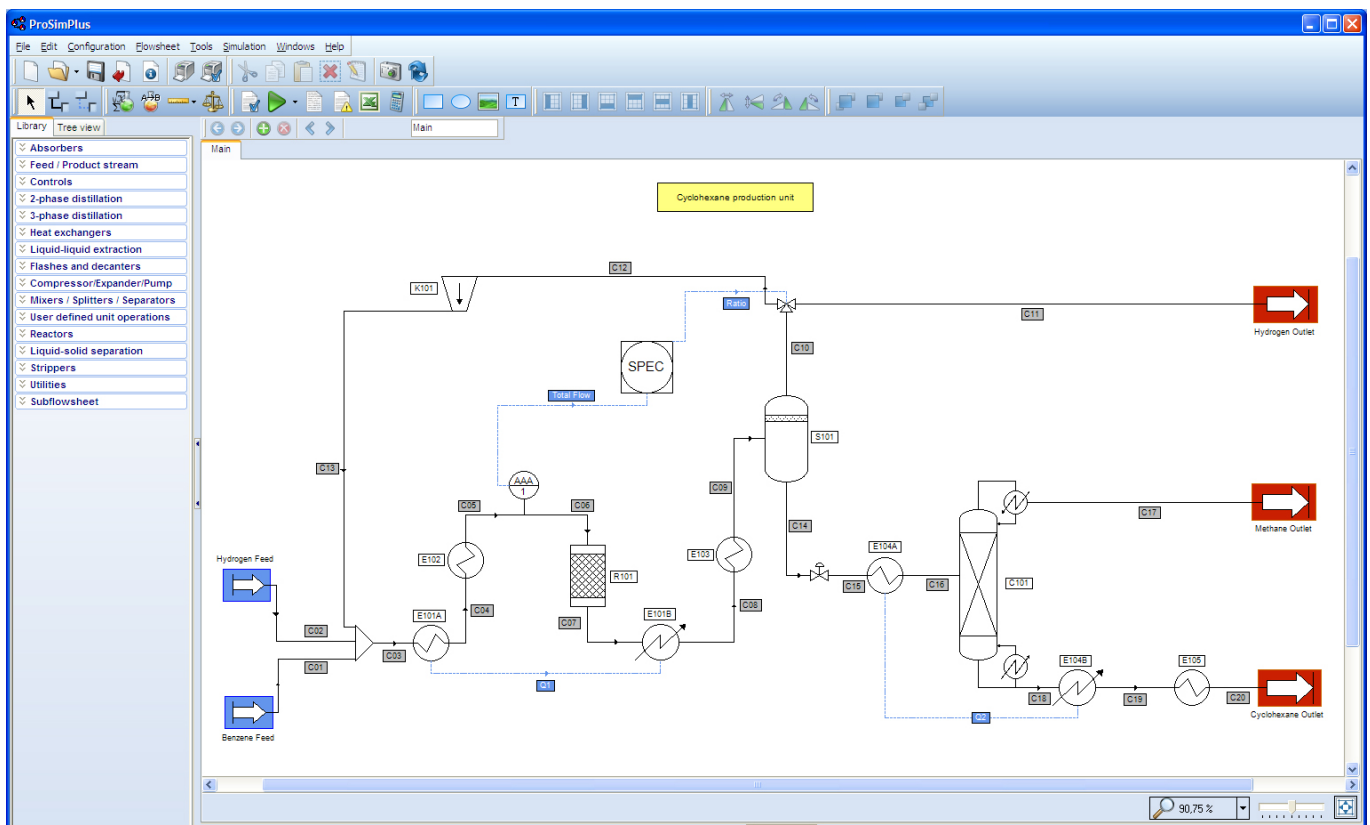 ProSimPlus
File Edit Configuration Flowsheet Tools Simulation Windows Help
Library Tree view
Main
Main
Absorbers
Feed / Product stream
Controls
2-phase distillation
3-phase distillation
Heat exchangers
Liquid-liquid extraction
Flashes and decanters
Compressor/Expander/Pump
Mixers / Splitters / Separators
User defined unit operations
Reactors
Liquid-solid separation
Strippers
Utilities
Subflowsheet
Cyclohexane production unit
C12
K101
Ratio
C11
Hydrogen Outlet
C10
SPEC
Total Flow
S101
C13
AAA
1
C05
C06
C09
C14
C17
Methane Outlet
Hydrogen Feed
E102
R101
E103
E104A
C15
C16
C101
C04
C08
E101A
C07
E101B
C02
C03
C01
Q1
E104B
E105
C18
C19
C20
Q2
Cyclohexane Outlet
Benzene Feed
90,75 %